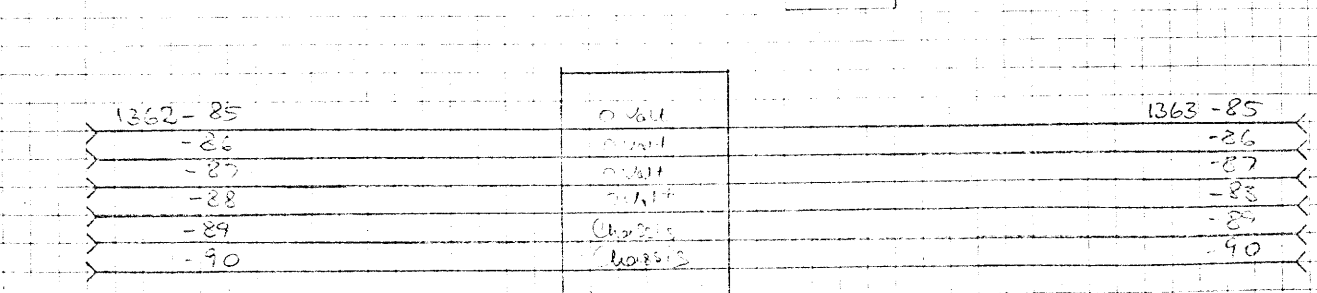 1362-85 0 Volt 1363-85
-86 0 Volt -86
-87 0 Volt -87
-88 0 Volt -88
-89 Chassis -89
-90 Chassis -90